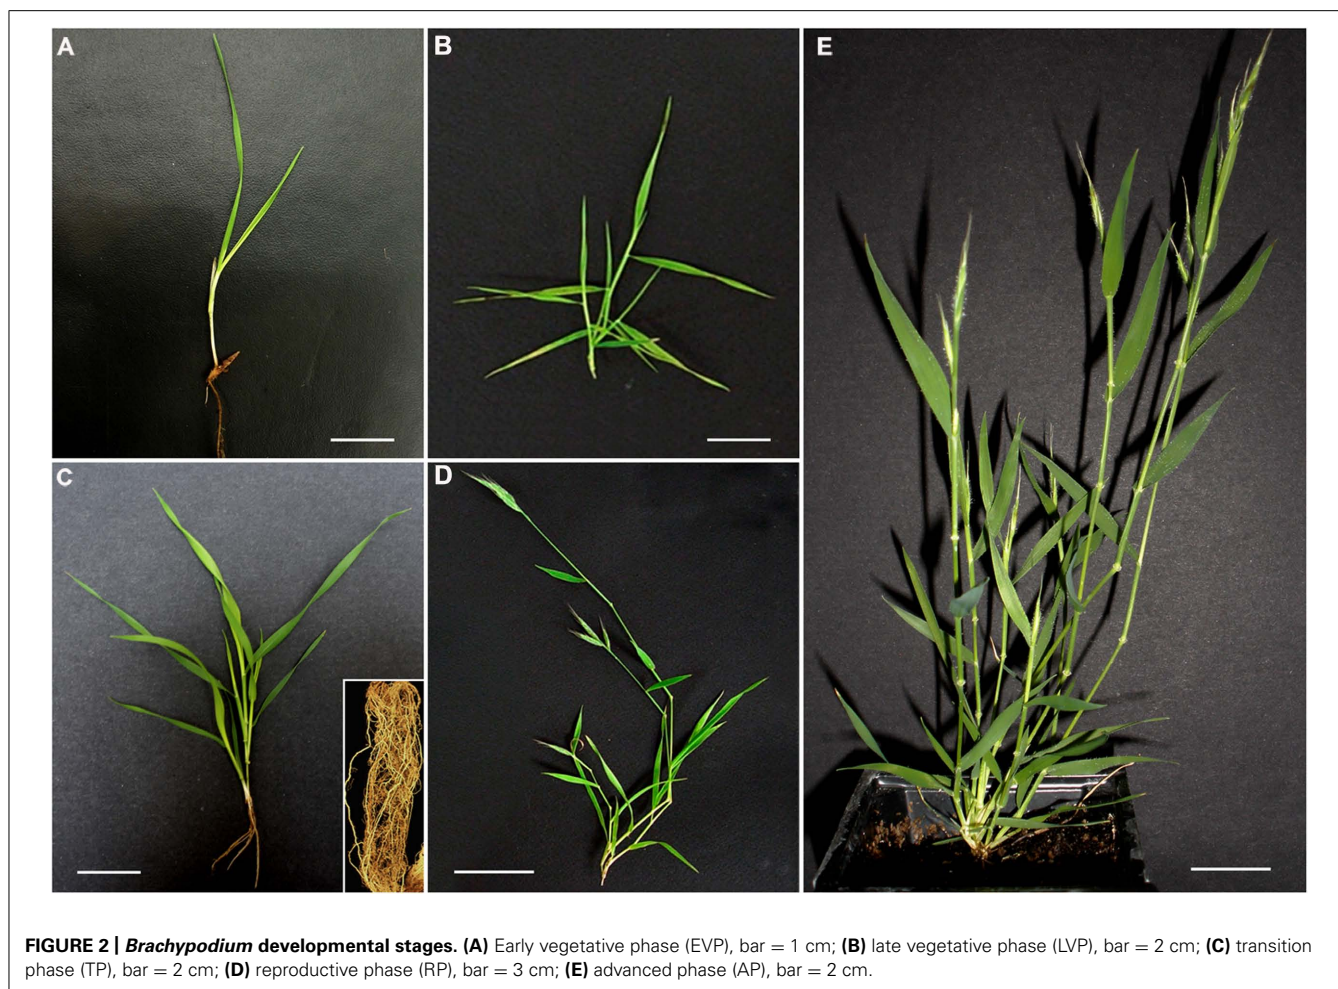 A
B
E
C
D
FIGURE 2 | Brachypodium developmental stages. (A) Early vegetative phase (EVP), bar = 1 cm; (B) late vegetative phase (LVP), bar = 2 cm; (C) transition
phase (TP), bar = 2 cm; (D) reproductive phase (RP), bar = 3 cm; (E) advanced phase (AP), bar = 2 cm.